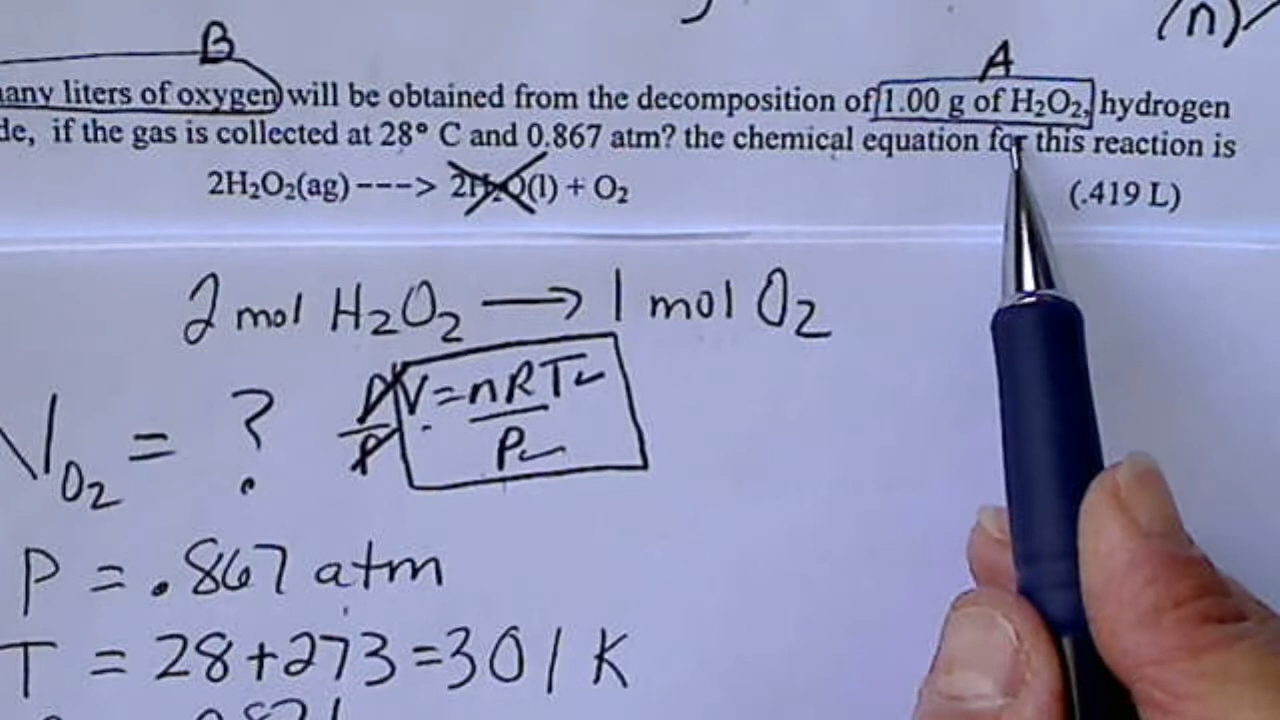 (n)
B
A
many liters of oxygen will be obtained from the decomposition of 1.00 g of H₂O₂, hydrogen
de, if the gas is collected at 28° C and 0.867 atm? the chemical equation for this reaction is
2H₂O₂(ag) ---> 2H₂O(l) + O₂
(.419 L)
2 mol H₂O₂ → 1 mol O₂
V = nRT
P P
V_O₂ = ?
P = .867 atm
T = 28+273=301 K